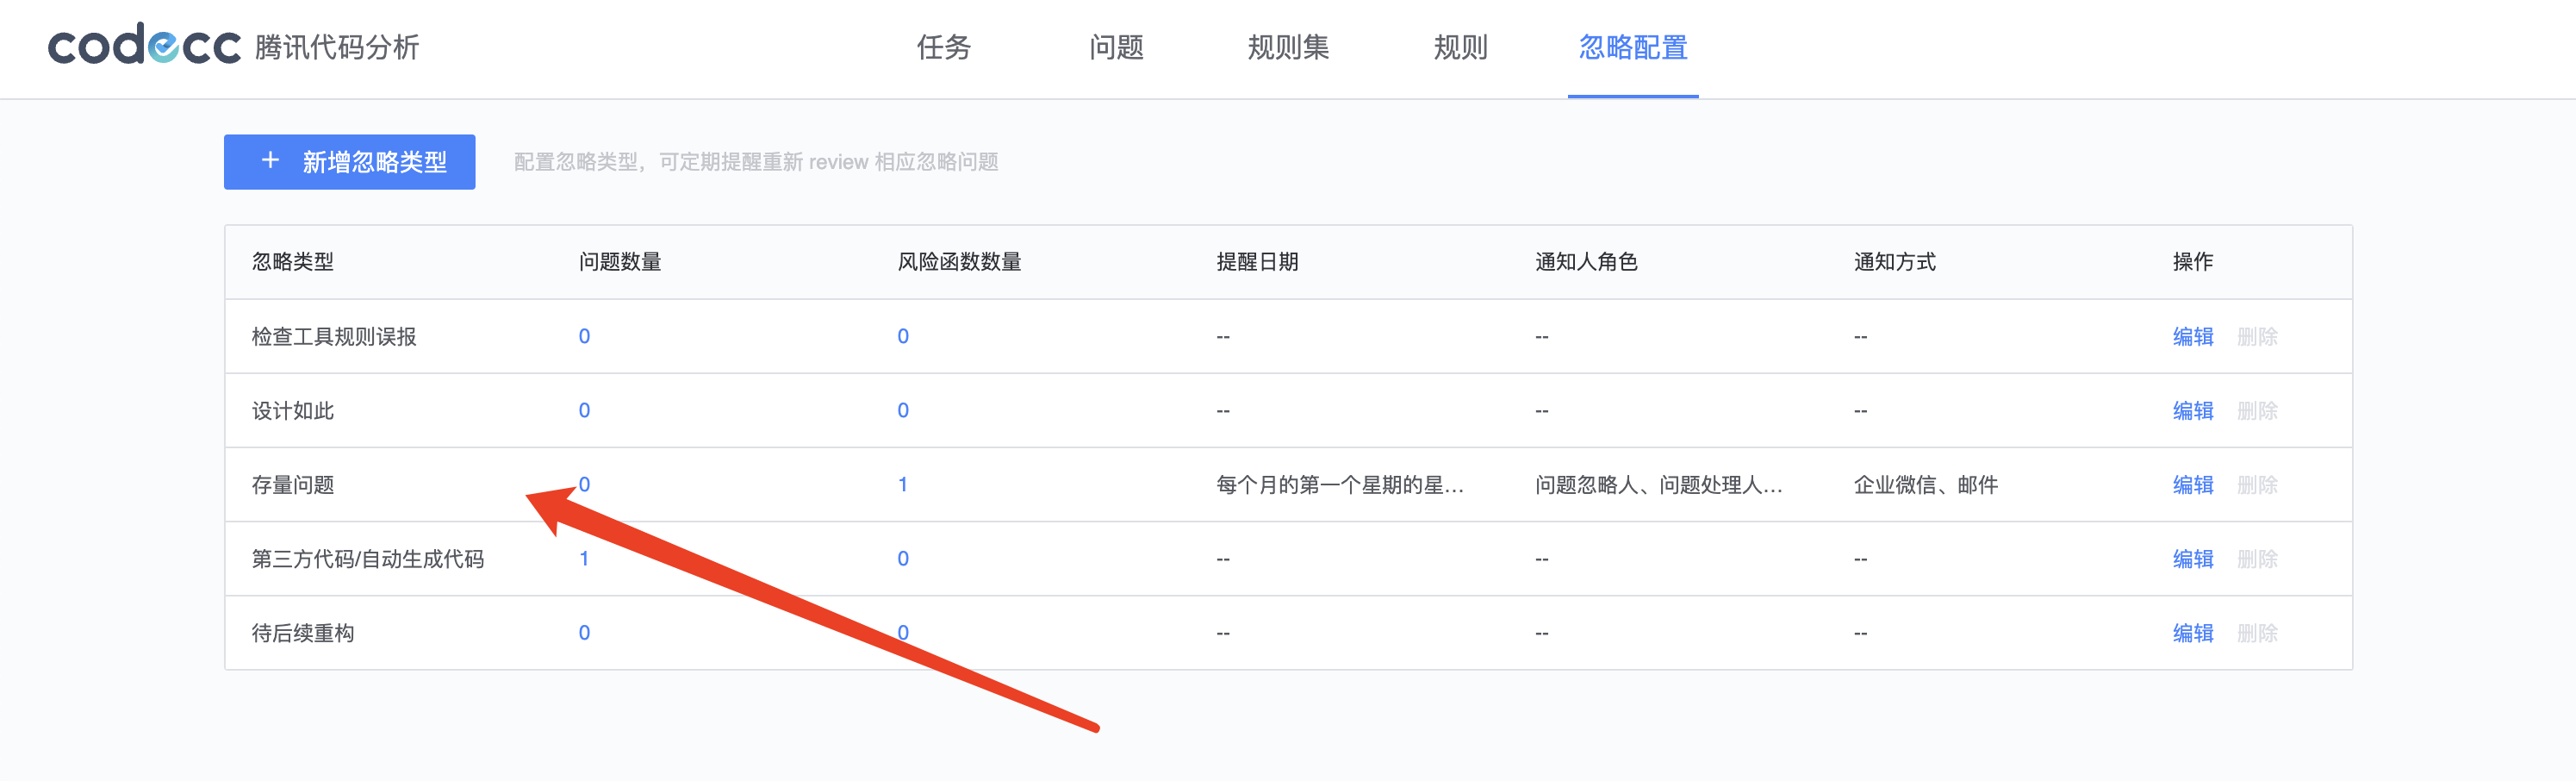 codecc 腾讯代码分析 任务 问题 规则集 规则 忽略配置
+ 新增忽略类型 配置忽略类型，可定期提醒重新 review 相应忽略问题
忽略类型 问题数量 风险函数数量 提醒日期 通知人角色 通知方式 操作
检查工具规则误报 0 0 -- -- -- 编辑 删除
设计如此 0 0 -- -- -- 编辑 删除
存量问题 0 1 每个月的第一个星期的星... 问题忽略人、问题处理人... 企业微信、邮件 编辑 删除
第三方代码/自动生成代码 1 0 -- -- -- 编辑 删除
待后续重构 0 0 -- -- -- 编辑 删除